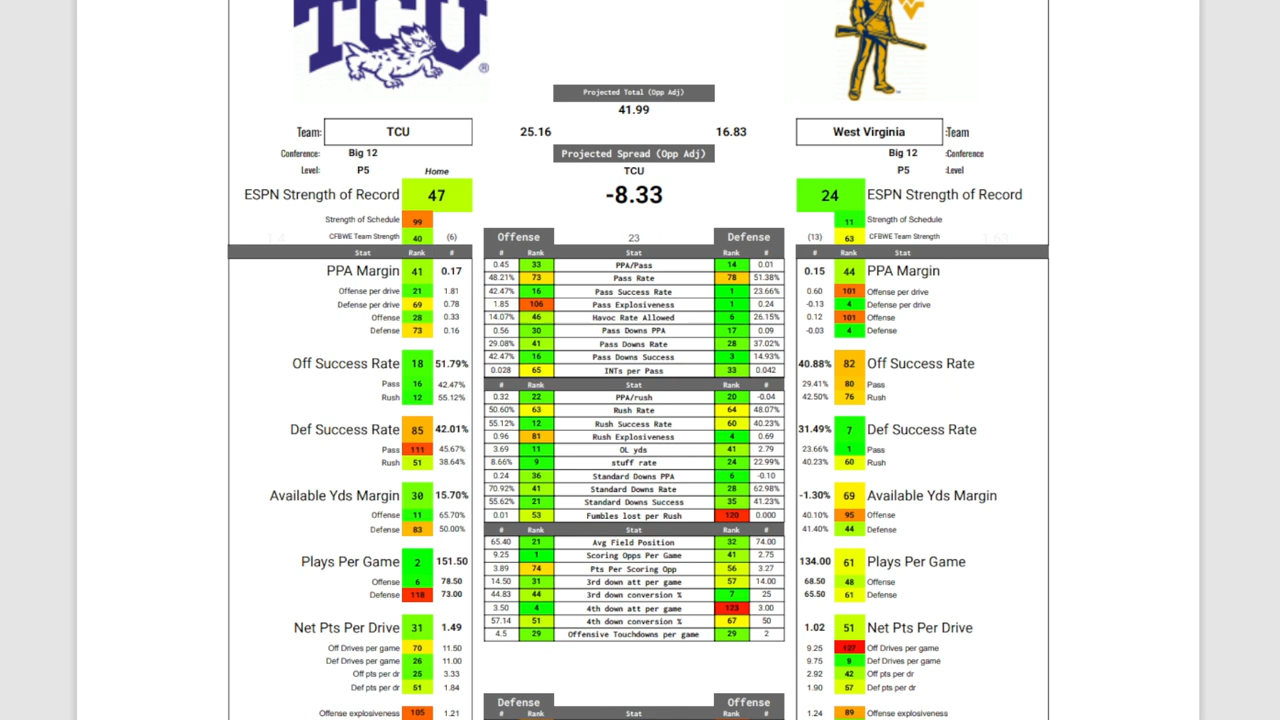 TCU
®
Projected Total (Opp Adj)
41.99
Team: TCU 25.16 16.83 West Virginia :Team
Conference: Big 12 Projected Spread (Opp Adj) Big 12 :Conference
Level: P5 Home TCU P5 :Level
ESPN Strength of Record 47 -8.33 24 ESPN Strength of Record
Strength of Schedule 99 11 Strength of Schedule
CFBWE Team Strength 40 (6) Offense 23 Defense (13) 63 CFBWE Team Strength
Stat Rank # # Rank Stat Rank # # Rank Stat
PPA Margin 41 0.17 0.15 44 PPA Margin
Offense per drive 21 1.81 0.60 101 Offense per drive
Defense per drive 69 0.78 -0.13 4 Defense per drive
Offense 28 0.33 0.12 101 Offense
Defense 73 0.16 -0.03 4 Defense
Off Success Rate 18 51.79% 40.88% 82 Off Success Rate
Pass 16 42.47% 29.41% 80 Pass
Rush 12 55.12% 42.50% 76 Rush
Def Success Rate 85 42.01% 31.49% 7 Def Success Rate
Pass 111 45.67% 23.66% 1 Pass
Rush 51 38.64% 40.23% 60 Rush
Available Yds Margin 30 15.70% -1.30% 69 Available Yds Margin
Offense 11 65.70% 40.10% 95 Offense
Defense 83 50.00% 41.40% 44 Defense
Plays Per Game 2 151.50 134.00 61 Plays Per Game
Offense 6 78.50 68.50 48 Offense
Defense 118 73.00 65.50 61 Defense
Net Pts Per Drive 31 1.49 1.02 51 Net Pts Per Drive
Off Drives per game 70 11.50 9.25 127 Off Drives per game
Def Drives per game 26 11.00 9.75 9 Def Drives per game
Off pts per dr 25 3.33 2.92 42 Off pts per dr
Def pts per dr 51 1.84 1.90 57 Def pts per dr
Offense explosiveness 105 1.21 1.24 89 Offense explosiveness
0.45 33 PPA/Pass 14 0.01
48.21% 73 Pass Rate 78 51.38%
42.47% 16 Pass Success Rate 1 23.66%
1.85 106 Pass Explosiveness 1 0.24
14.07% 46 Havoc Rate Allowed 6 26.15%
0.56 30 Pass Downs PPA 17 0.09
29.08% 41 Pass Downs Rate 28 37.02%
42.47% 16 Pass Downs Success 3 14.93%
0.028 65 INTs per Pass 33 0.042
# Rank Stat Rank #
0.32 22 PPA/rush 20 -0.04
50.60% 63 Rush Rate 64 48.07%
55.12% 12 Rush Success Rate 60 40.23%
0.96 81 Rush Explosiveness 4 0.69
3.69 11 OL yds 41 2.79
8.66% 9 stuff rate 24 22.99%
0.24 36 Standard Downs PPA 6 -0.10
70.92% 41 Standard Downs Rate 28 62.98%
55.62% 21 Standard Downs Success 35 41.23%
0.01 53 Fumbles lost per Rush 120 0.000
# Rank Stat Rank #
65.40 21 Avg Field Position 32 74.00
9.25 1 Scoring Opps Per Game 41 2.75
3.89 74 Pts Per Scoring Opp 56 3.27
14.50 31 3rd down att per game 57 14.00
44.83 44 3rd down conversion % 7 25
3.50 4 4th down att per game 123 3.00
57.14 51 4th down conversion % 67 50
4.5 29 Offensive Touchdowns per game 29 2
Defense Offense
# Rank Stat Rank #